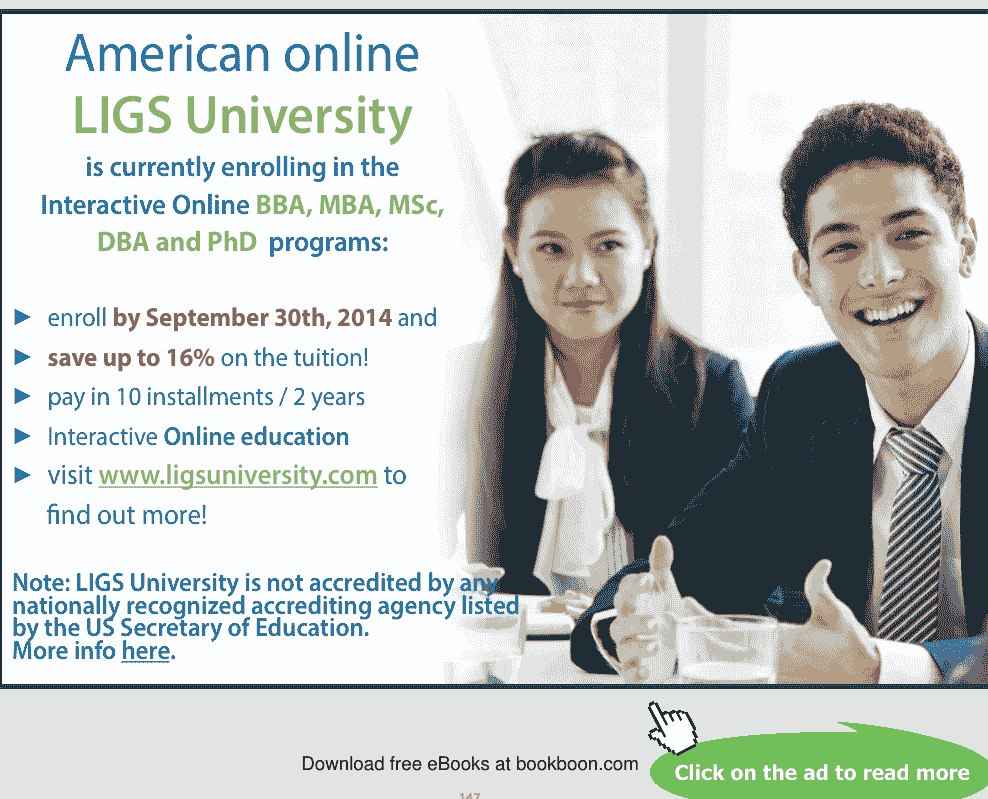 American online
LIGS University
is currently enrolling in the
Interactive Online BBA, MBA, MSc,
DBA and PhD programs:
► enroll by September 30th, 2014 and
► save up to 16% on the tuition!
► pay in 10 installments / 2 years
► Interactive Online education
► visit www.ligsuniversity.com to
find out more!
Note: LIGS University is not accredited by any
nationally recognized accrediting agency listed
by the US Secretary of Education.
More info here.
Download free eBooks at bookboon.com
Click on the ad to read more
147